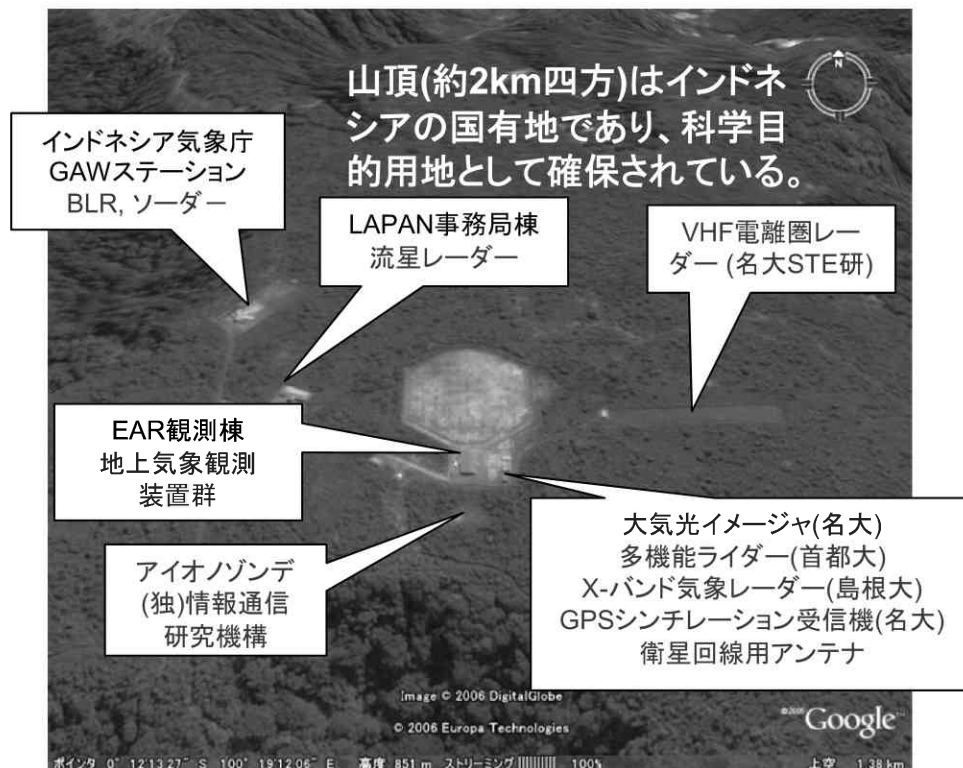 山頂(約2km四方)はインドネ
シアの国有地であり、科学目
的用地として確保されている。
N
インドネシア気象庁
GAWステーション
BLR, ソーダー
LAPAN事務局棟
流星レーダー
VHF電離圏レー
ダー (名大STE研)
EAR観測棟
地上気象観測
装置群
アイオノゾンデ
(独)情報通信
研究機構
大気光イメージャ(名大)
多機能ライダー(首都大)
X-バンド気象レーダー(島根大)
GPSシンチレーション受信機(名大)
衛星回線用アンテナ
Image © 2006 DigitalGlobe
© 2006 Europa Technologies
©2005 Google
ポインタ 0° 12'13.27" S 100° 19'12.06" E 高度 851 m ストリーミング |||||||||| 100% 上空 1.38 km